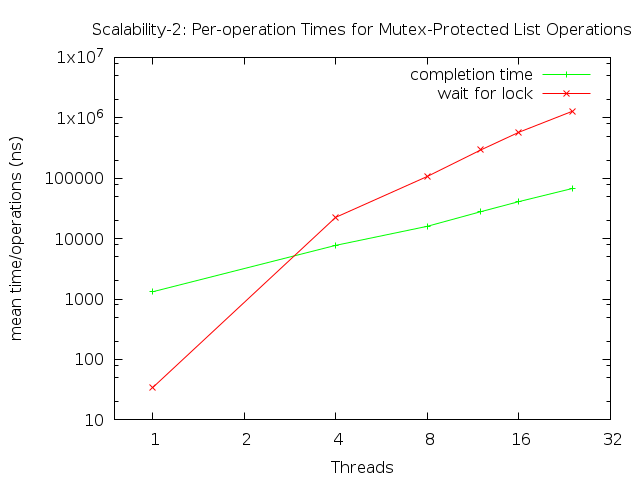 Scalability-2: Per-operation Times for Mutex-Protected List Operations
1x10^7
completion time
wait for lock
1x10^6
100000
10000
1000
100
10
mean time/operations (ns)
1 2 4 8 16 32
Threads